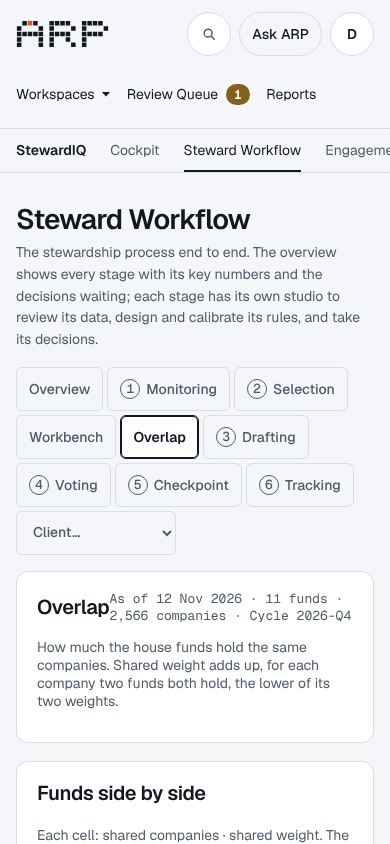 ARP
Ask ARP
D
Workspaces
Review Queue 1
Reports
StewardIQ
Cockpit
Steward Workflow
Engageme
Steward Workflow
The stewardship process end to end. The overview
shows every stage with its key numbers and the
decisions waiting; each stage has its own studio to
review its data, design and calibrate its rules, and take
its decisions.
Overview
1 Monitoring
2 Selection
Workbench
Overlap
3 Drafting
4 Voting
5 Checkpoint
6 Tracking
Client...
Overlap
As of 12 Nov 2026 · 11 funds ·
2,566 companies · Cycle 2026-Q4
How much the house funds hold the same
companies. Shared weight adds up, for each
company two funds both hold, the lower of its
two weights.
Funds side by side
Each cell: shared companies · shared weight. The